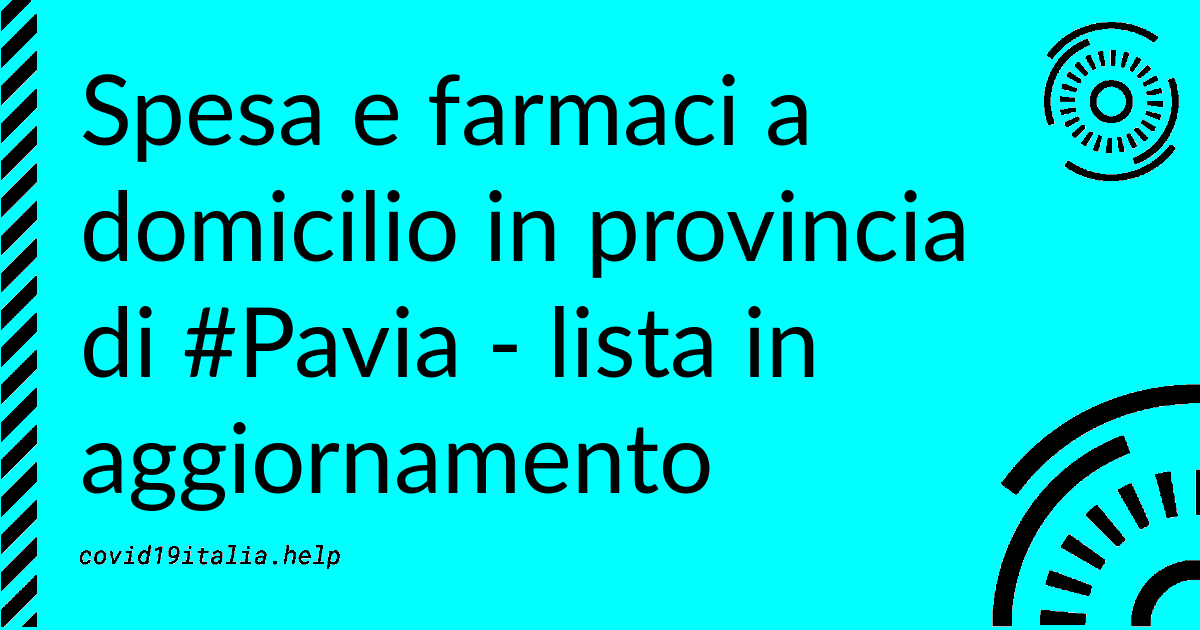 Spesa e farmaci a
domicilio in provincia
di #Pavia - lista in
aggiornamento
covid19italia.help